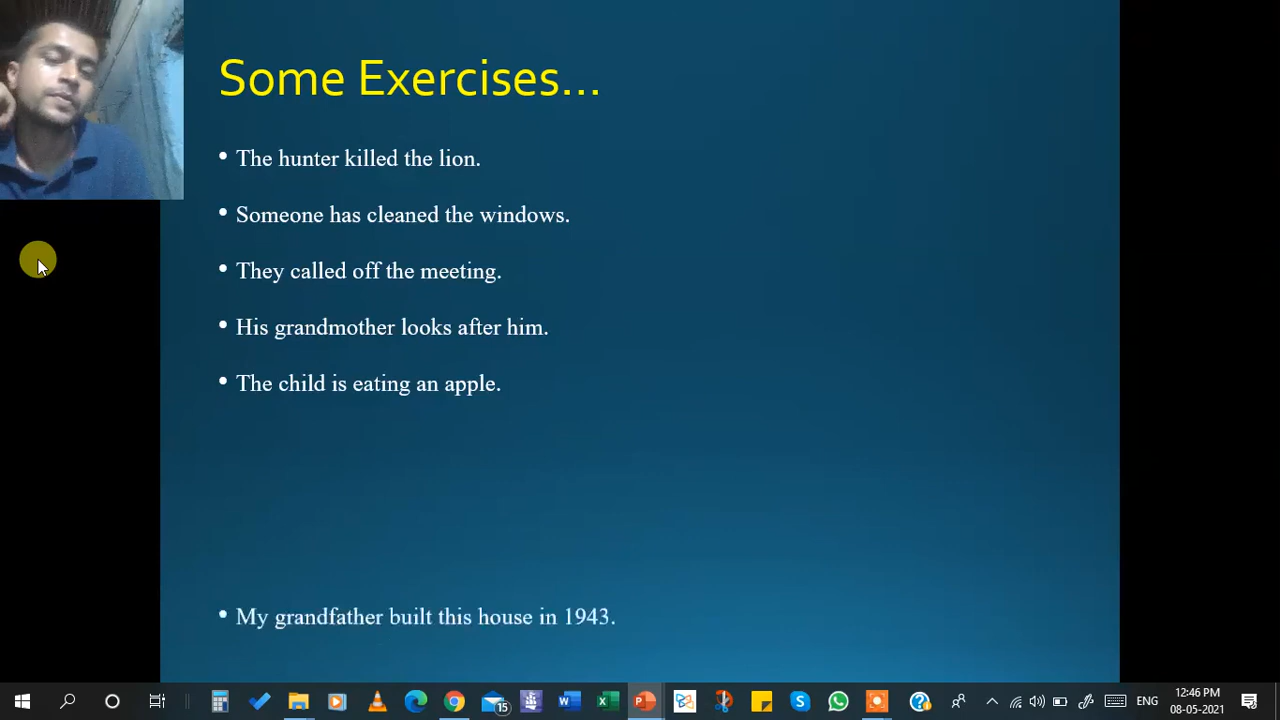 Some Exercises...
• The hunter killed the lion.
• Someone has cleaned the windows.
• They called off the meeting.
• His grandmother looks after him.
• The child is eating an apple.
• My grandfather built this house in 1943.
15
ENG
12:46 PM
08-05-2021